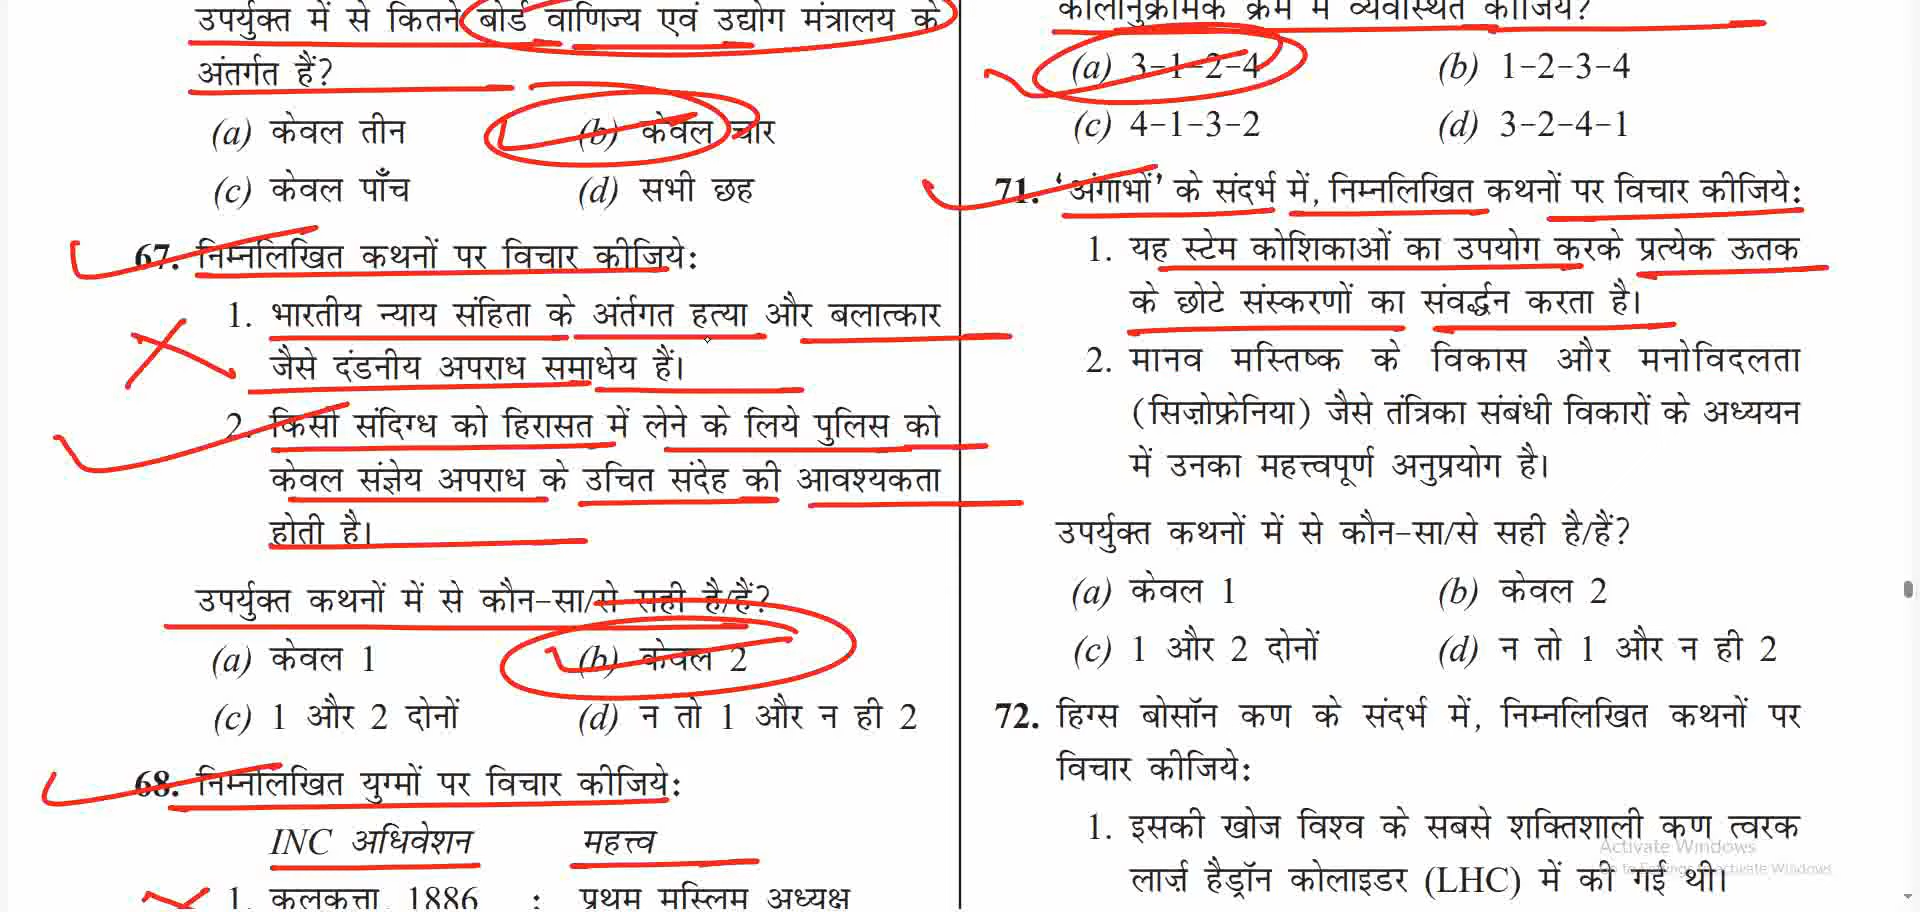 उपर्युक्त में से कितने बोर्ड वाणिज्य एवं उद्योग मंत्रालय के
अंतर्गत हैं?
(a) केवल तीन (b) केवल चार
(c) केवल पाँच (d) सभी छह
67. निम्नलिखित कथनों पर विचार कीजिये:
1. भारतीय न्याय संहिता के अंर्तगत हत्या और बलात्कार
जैसे दंडनीय अपराध समाधेय हैं।
2. किसी संदिग्ध को हिरासत में लेने के लिये पुलिस को
केवल संज्ञेय अपराध के उचित संदेह की आवश्यकता
होती है।
उपर्युक्त कथनों में से कौन-सा/से सही है/हैं?
(a) केवल 1 (b) केवल 2
(c) 1 और 2 दोनों (d) न तो 1 और न ही 2
68. निम्नलिखित युग्मों पर विचार कीजिये:
INC अधिवेशन महत्त्व
1. कलकत्ता, 1886 : प्रथम मुस्लिम अध्यक्ष
कालानुक्रमिक क्रम में व्यवस्थित कीजिये?
(a) 3-1-2-4 (b) 1-2-3-4
(c) 4-1-3-2 (d) 3-2-4-1
71. 'अंगाभों' के संदर्भ में, निम्नलिखित कथनों पर विचार कीजिये:
1. यह स्टेम कोशिकाओं का उपयोग करके प्रत्येक ऊतक
के छोटे संस्करणों का संवर्द्धन करता है।
2. मानव मस्तिष्क के विकास और मनोविदलता
(सिज़ोफ्रेनिया) जैसे तंत्रिका संबंधी विकारों के अध्ययन
में उनका महत्त्वपूर्ण अनुप्रयोग है।
उपर्युक्त कथनों में से कौन-सा/से सही है/हैं?
(a) केवल 1 (b) केवल 2
(c) 1 और 2 दोनों (d) न तो 1 और न ही 2
72. हिग्स बोसॉन कण के संदर्भ में, निम्नलिखित कथनों पर
विचार कीजिये:
1. इसकी खोज विश्व के सबसे शक्तिशाली कण त्वरक
लार्ज़ हैड्रॉन कोलाइडर (LHC) में की गई थी।
Activate Windows
Go to Settings to activate Windows